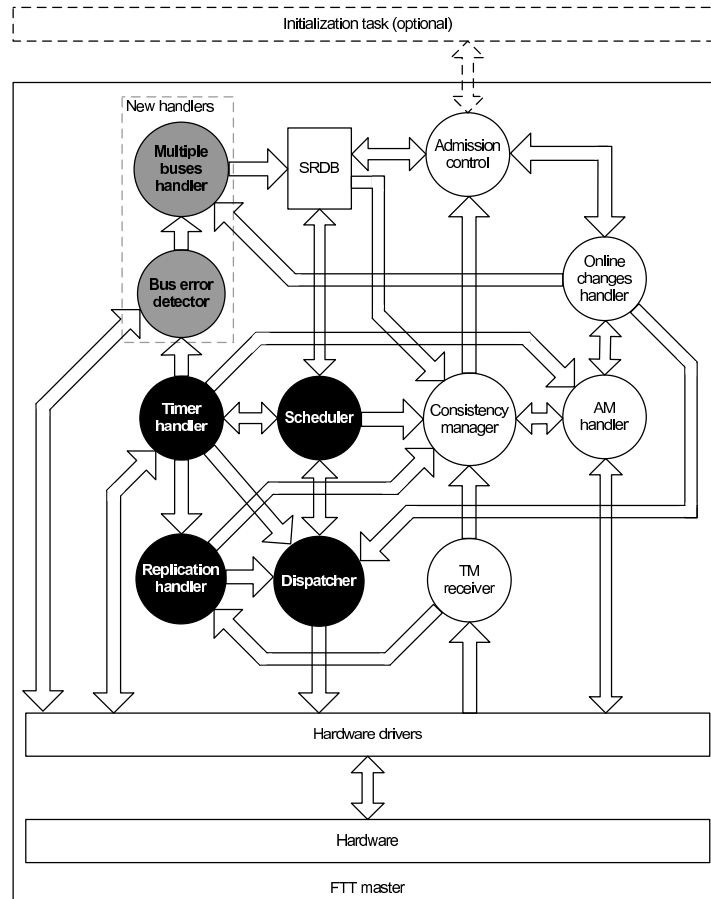 Initialization task (optional)
New handlers
Multiple
buses
handler
SRDB
Admission
control
Bus error
detector
Online
changes
handler
Timer
handler
Scheduler
Consistency
manager
AM
handler
Replication
handler
Dispatcher
TM
receiver
Hardware drivers
Hardware
FTT master